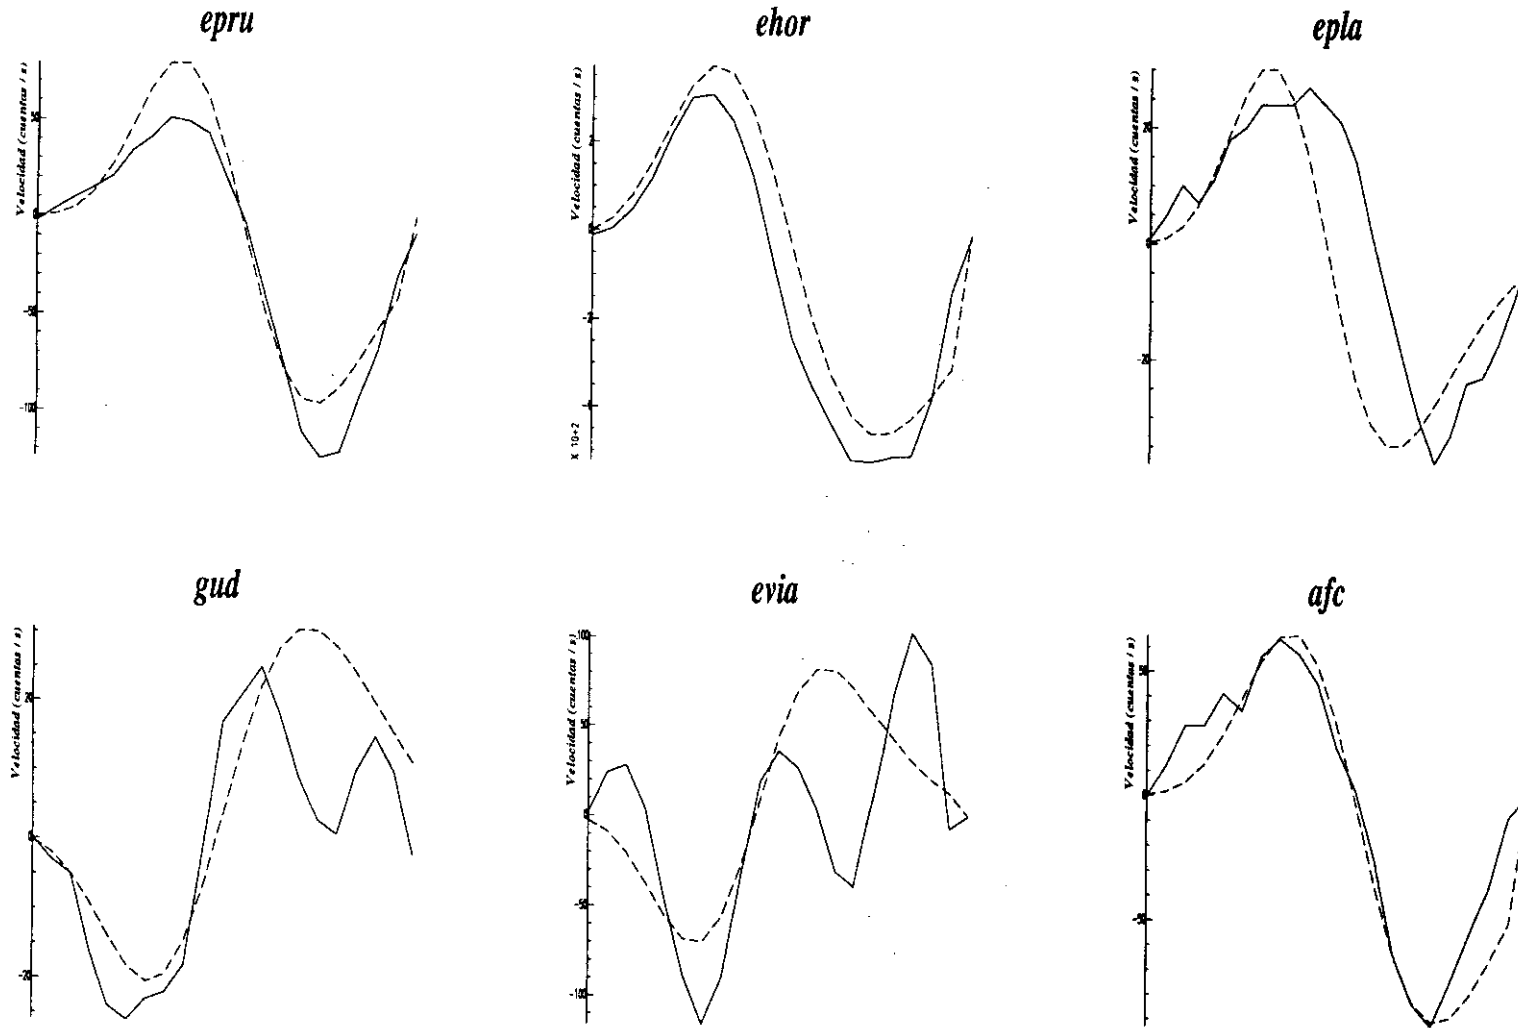 epru
ehor
epla
Velocidad (cuentas / s)
50
0
-50
-100
Velocidad (cuentas / s)
2
0
-2
-4
X 10+2
Velocidad (cuentas / s)
20
0
-20
gud
evia
afc
Velocidad (cuentas / s)
20
0
-20
Velocidad (cuentas / s)
100
50
0
-50
-100
Velocidad (cuentas / s)
50
0
-50